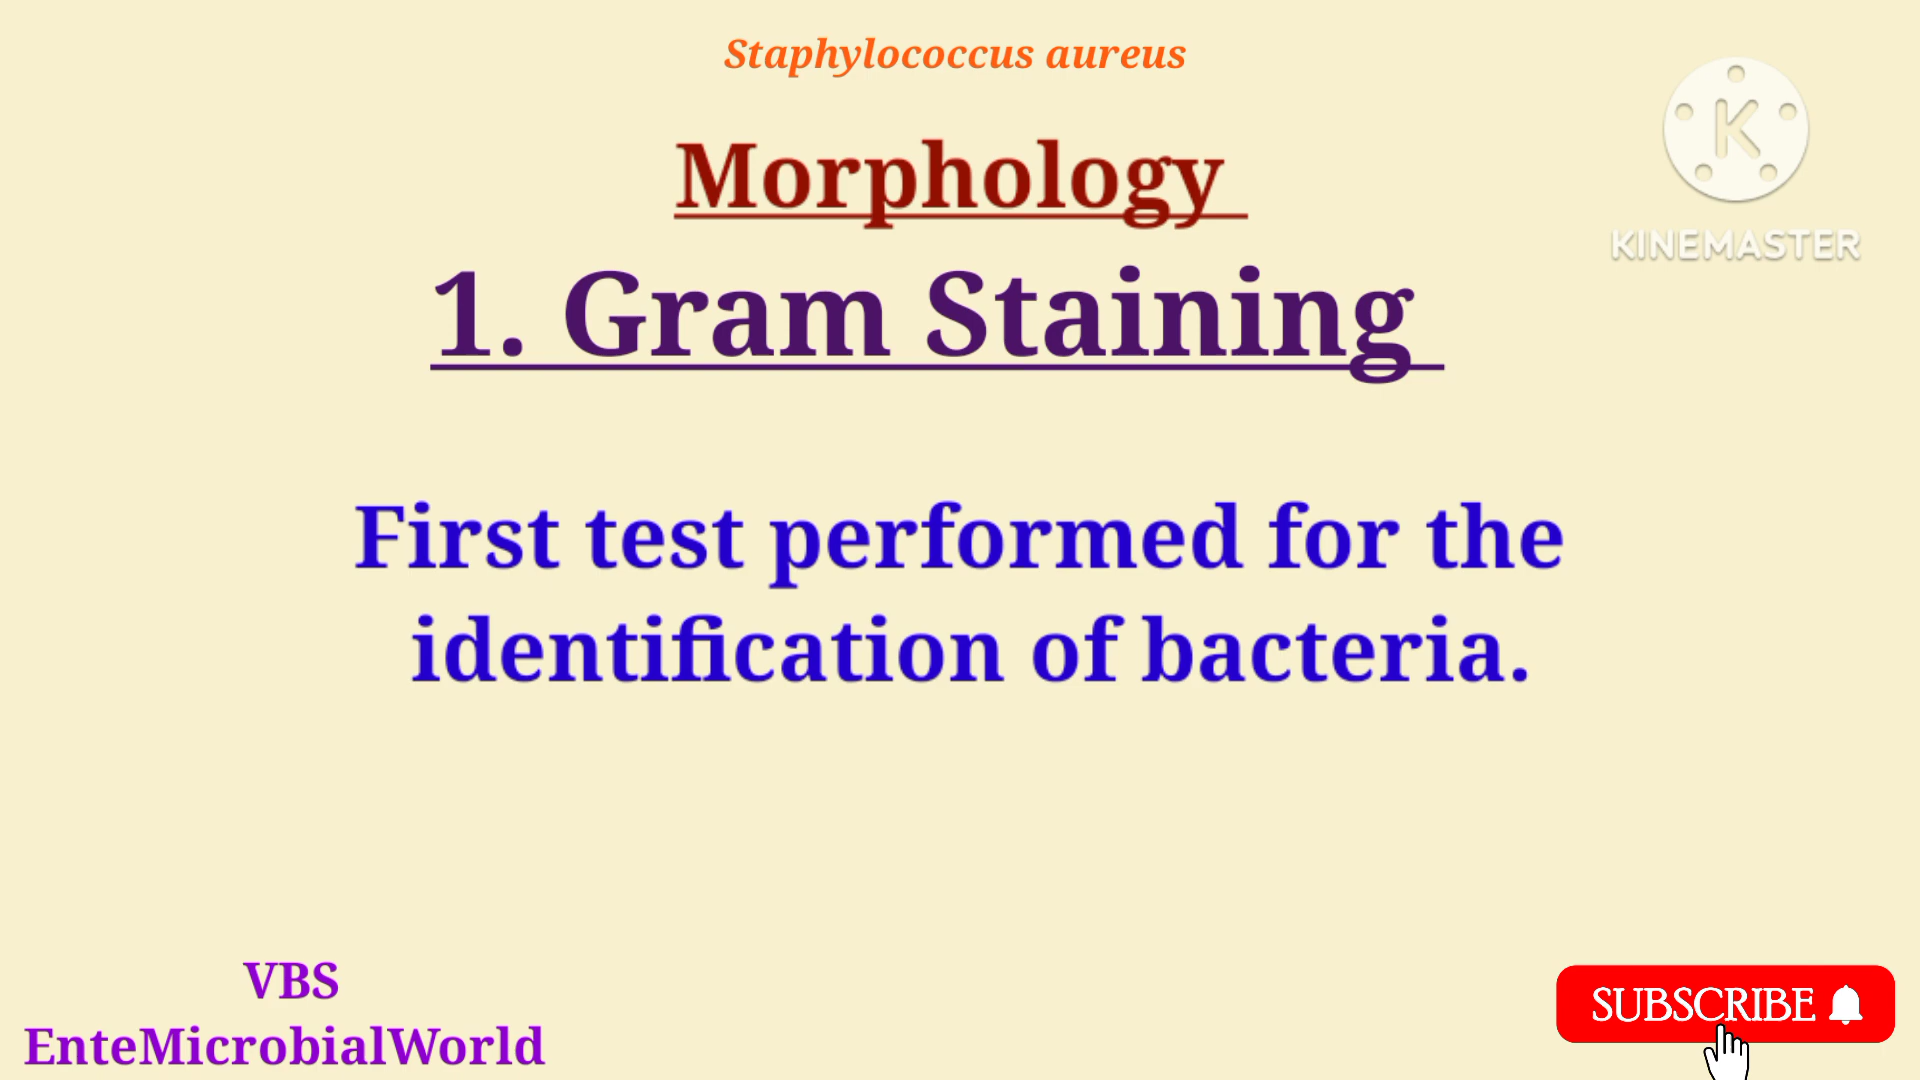 Staphylococcus aureus
Morphology
K
KINEMASTER
1. Gram Staining
First test performed for the
identification of bacteria.
VBS
EnteMicrobialWorld
SUBSCRIBE